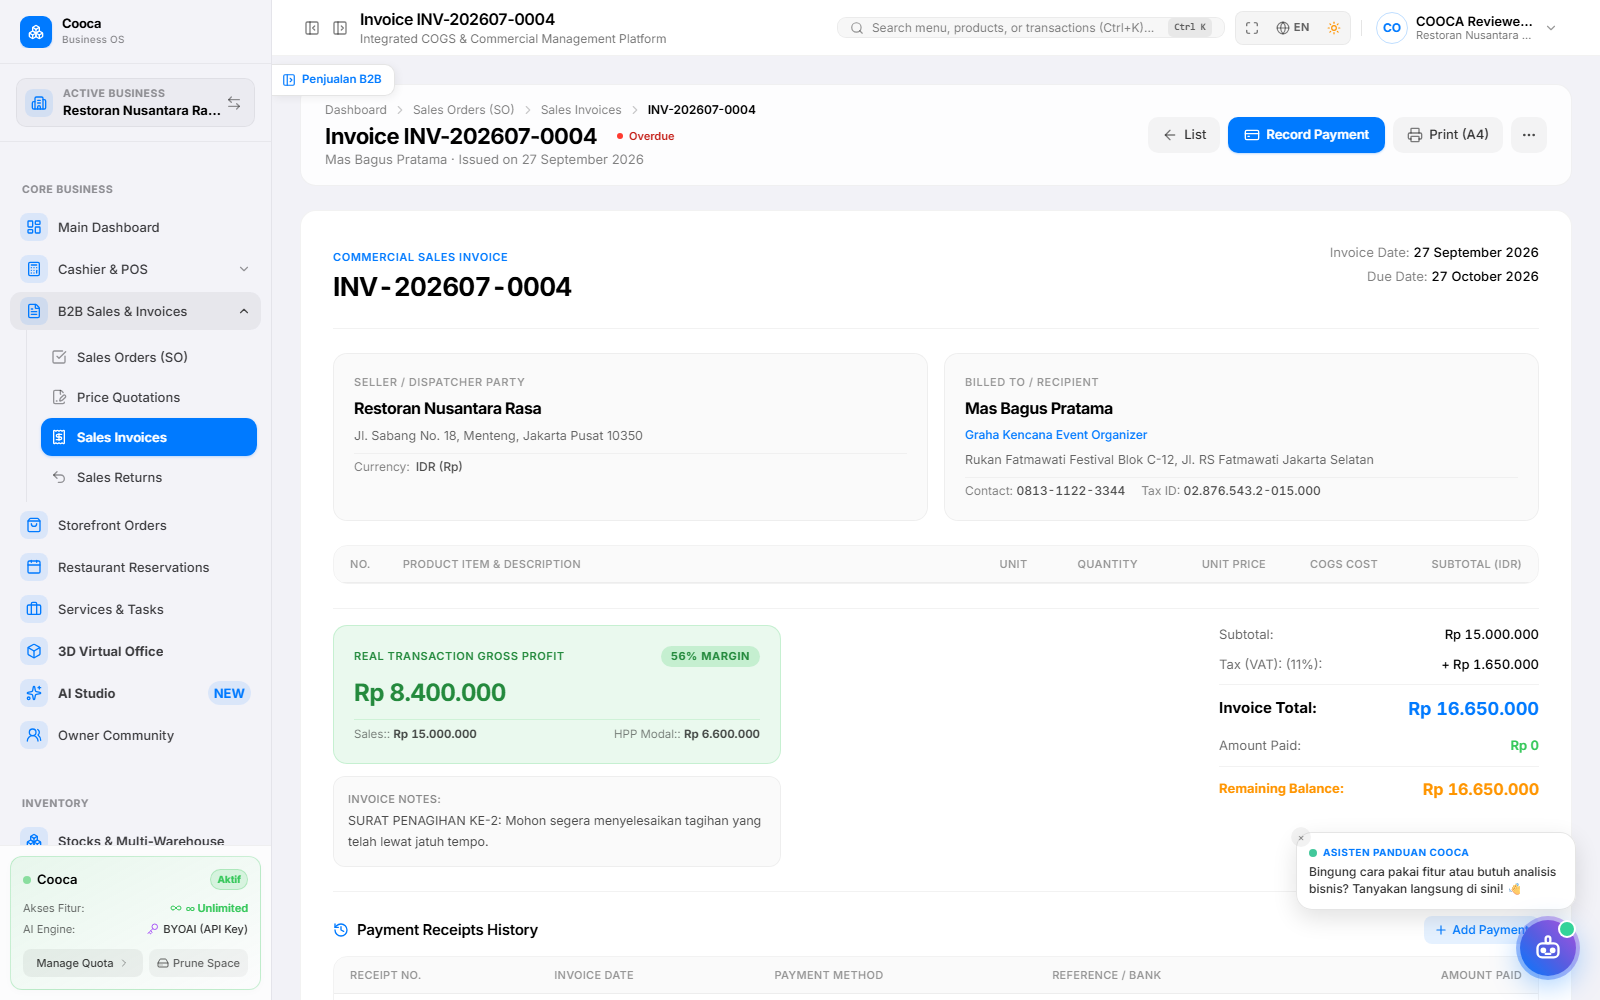 Cooca
Business OS
ACTIVE BUSINESS
Restoran Nusantara Ra...
CORE BUSINESS
Main Dashboard
Cashier & POS
B2B Sales & Invoices
Sales Orders (SO)
Price Quotations
Sales Invoices
Sales Returns
Storefront Orders
Restaurant Reservations
Services & Tasks
3D Virtual Office
AI Studio NEW
Owner Community
INVENTORY
Stocks & Multi-Warehouse
Cooca Aktif
Akses Fitur: ∞ Unlimited
AI Engine: BYOAI (API Key)
Manage Quota
Prune Space
Invoice INV-202607-0004
Integrated COGS & Commercial Management Platform
Search menu, products, or transactions (Ctrl+K)...
Ctrl K
EN
CO
COOCA Reviewe...
Restoran Nusantara ...
Penjualan B2B
Dashboard > Sales Orders (SO) > Sales Invoices > INV-202607-0004
Invoice INV-202607-0004 Overdue
Mas Bagus Pratama · Issued on 27 September 2026
List
Record Payment
Print (A4)
COMMERCIAL SALES INVOICE
INV-202607-0004
Invoice Date: 27 September 2026
Due Date: 27 October 2026
SELLER / DISPATCHER PARTY
Restoran Nusantara Rasa
Jl. Sabang No. 18, Menteng, Jakarta Pusat 10350
Currency: IDR (Rp)
BILLED TO / RECIPIENT
Mas Bagus Pratama
Graha Kencana Event Organizer
Rukan Fatmawati Festival Blok C-12, Jl. RS Fatmawati Jakarta Selatan
Contact: 0813-1122-3344 Tax ID: 02.876.543.2-015.000
NO. PRODUCT ITEM & DESCRIPTION UNIT QUANTITY UNIT PRICE COGS COST SUBTOTAL (IDR)
REAL TRANSACTION GROSS PROFIT 56% MARGIN
Rp 8.400.000
Sales:: Rp 15.000.000 HPP Modal:: Rp 6.600.000
INVOICE NOTES:
SURAT PENAGIHAN KE-2: Mohon segera menyelesaikan tagihan yang
telah lewat jatuh tempo.
Subtotal: Rp 15.000.000
Tax (VAT): (11%): + Rp 1.650.000
Invoice Total: Rp 16.650.000
Amount Paid: Rp 0
Remaining Balance: Rp 16.650.000
ASISTEN PANDUAN COOCA
Bingung cara pakai fitur atau butuh analisis
bisnis? Tanyakan langsung di sini!
Payment Receipts History
+ Add Payment
RECEIPT NO. INVOICE DATE PAYMENT METHOD REFERENCE / BANK AMOUNT PAID